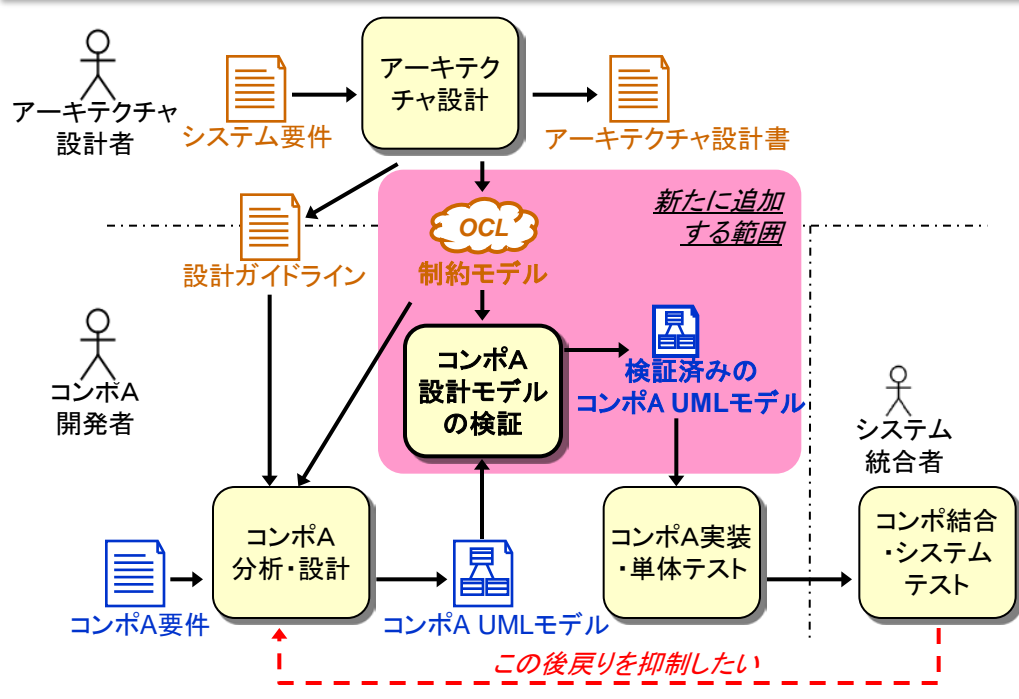 アーキテクチャ
設計者
システム要件
アーキテク
チャ設計
アーキテクチャ設計書
新たに追加
する範囲
OCL
制約モデル
設計ガイドライン
コンポA
開発者
コンポA
設計モデル
の検証
検証済みの
コンポA UMLモデル
システム
統合者
コンポA
分析・設計
コンポA実装
・単体テスト
コンポ結合
・システム
テスト
コンポA要件
コンポA UMLモデル
この後戻りを抑制したい